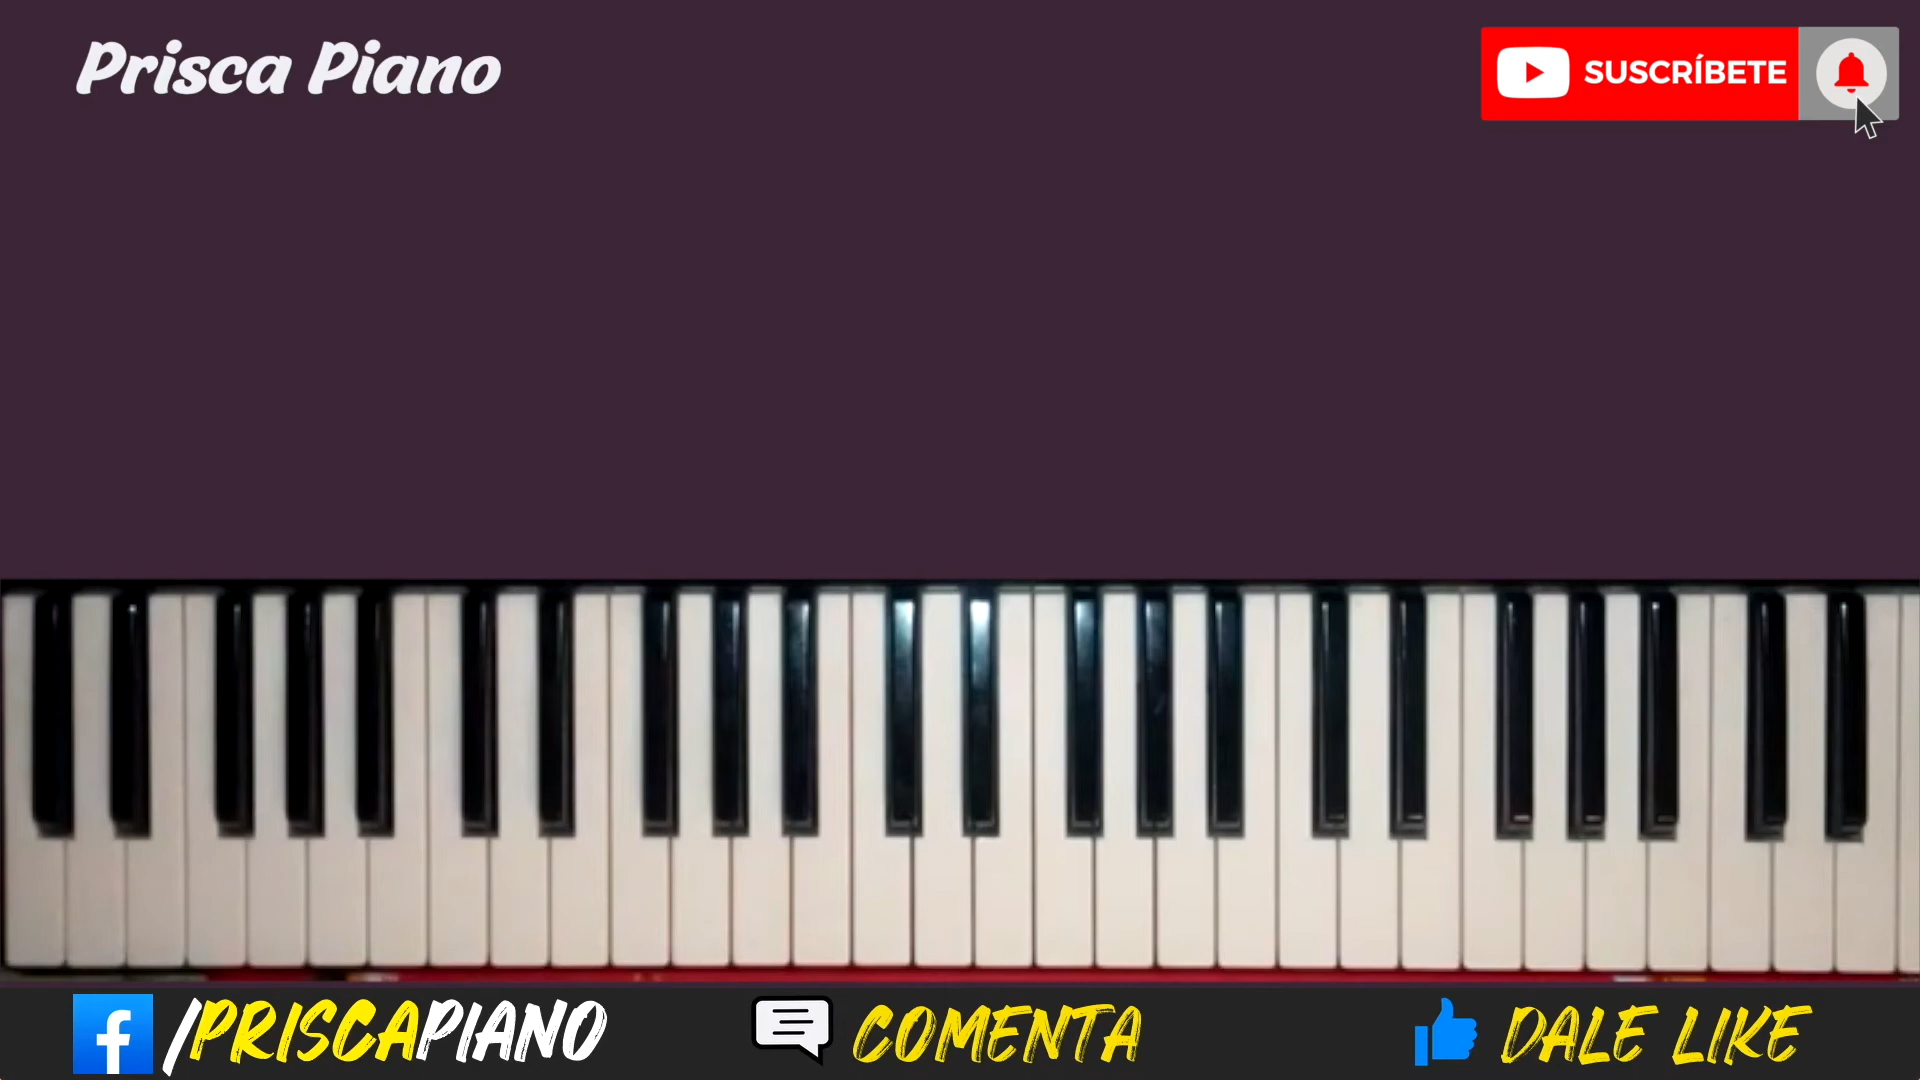 Prisca Piano
SUSCRÍBETE
/PRISCAPIANO
COMENTA
DALE LIKE